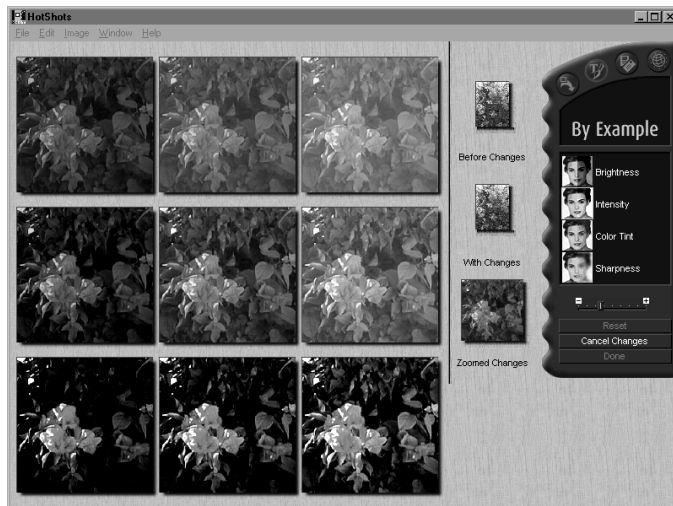 HotShots
File Edit Image Window Help
By Example
Before Changes
Brightness
Intensity
With Changes
Color Tint
Sharpness
Reset
Cancel Changes
Zoomed Changes
Done